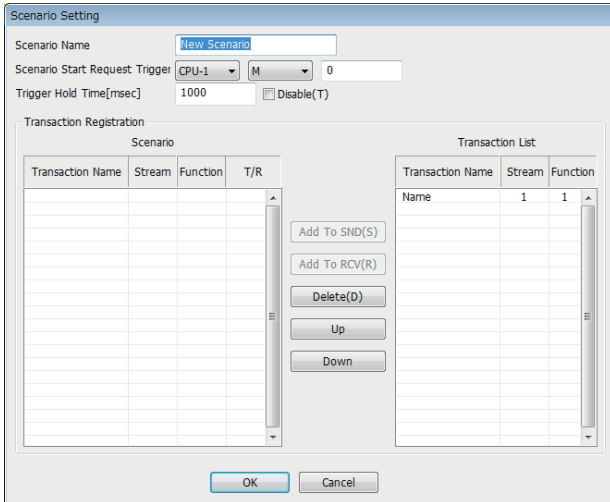 Scenario Setting
Scenario Name New Scenario
Scenario Start Request Trigger CPU-1 M 0
Trigger Hold Time[msec] 1000 Disable(T)
Transaction Registration
Scenario Transaction List
Transaction Name Stream Function T/R Transaction Name Stream Function
Name 1 1
Add To SND(S)
Add To RCV(R)
Delete(D)
Up
Down
OK Cancel